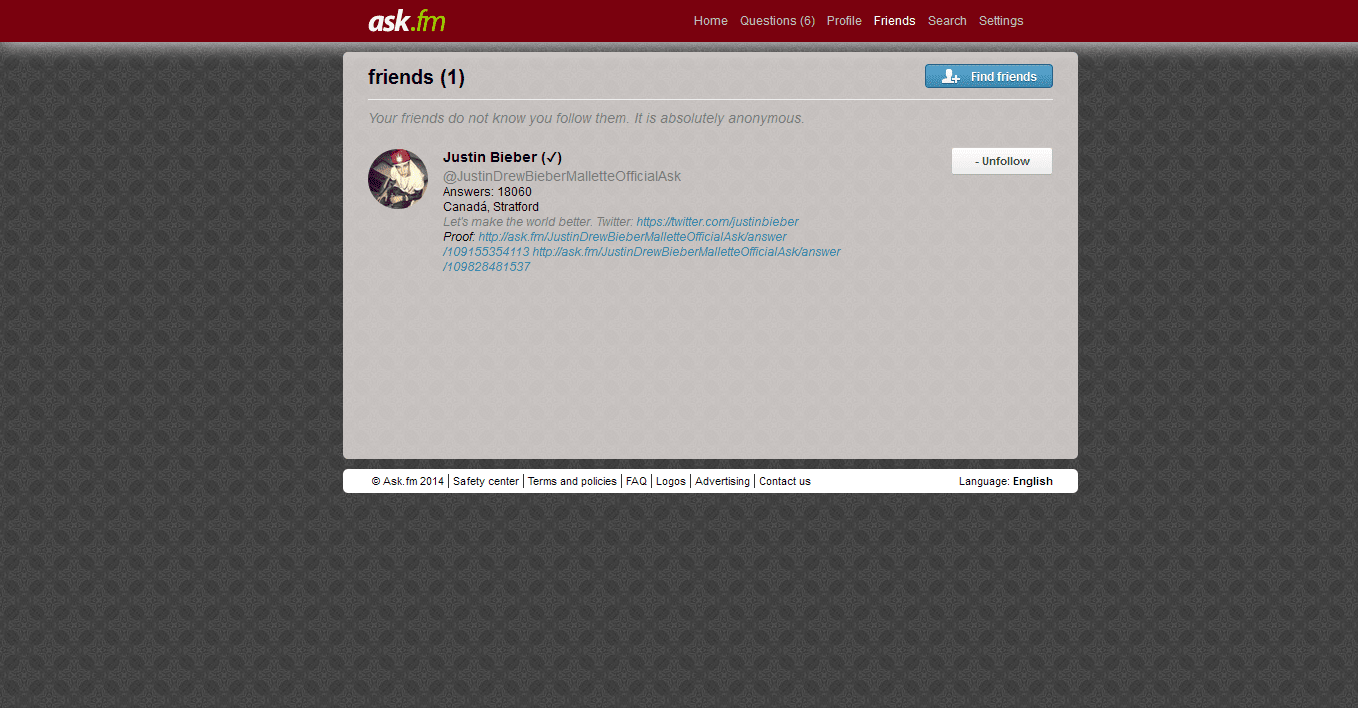 ask.fm
Home Questions (6) Profile Friends Search Settings
friends (1)
Find friends
Your friends do not know you follow them. It is absolutely anonymous.
Justin Bieber (✓)
- Unfollow
@JustinDrewBieberMalletteOfficialAsk
Answers: 18060
Canadá, Stratford
Let's make the world better. Twitter: https://twitter.com/justinbieber
Proof: http://ask.fm/JustinDrewBieberMalletteOfficialAsk/answer
/109155354113 http://ask.fm/JustinDrewBieberMalletteOfficialAsk/answer
/109828481537
© Ask.fm 2014 | Safety center | Terms and policies | FAQ | Logos | Advertising | Contact us
Language: English